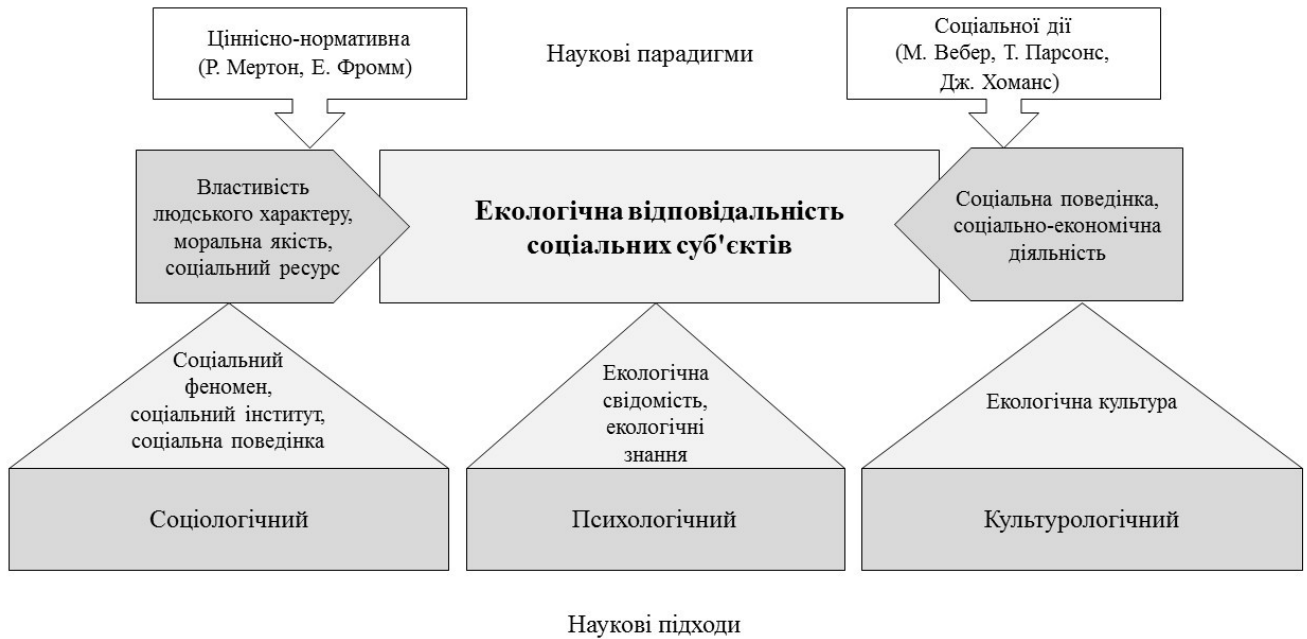 Ціннісно-нормативна
(Р. Мертон, Е. Фромм)
Наукові парадигми
Соціальної дії
(М. Вебер, Т. Парсонс,
Дж. Хоманс)
Властивість
людського характеру,
моральна якість,
соціальний ресурс
Екологічна відповідальність
соціальних суб'єктів
Соціальна поведінка,
соціально-економічна
діяльність
Соціальний
феномен,
соціальний інститут,
соціальна поведінка
Екологічна
свідомість,
екологічні
знання
Екологічна культура
Соціологічний
Психологічний
Культурологічний
Наукові підходи